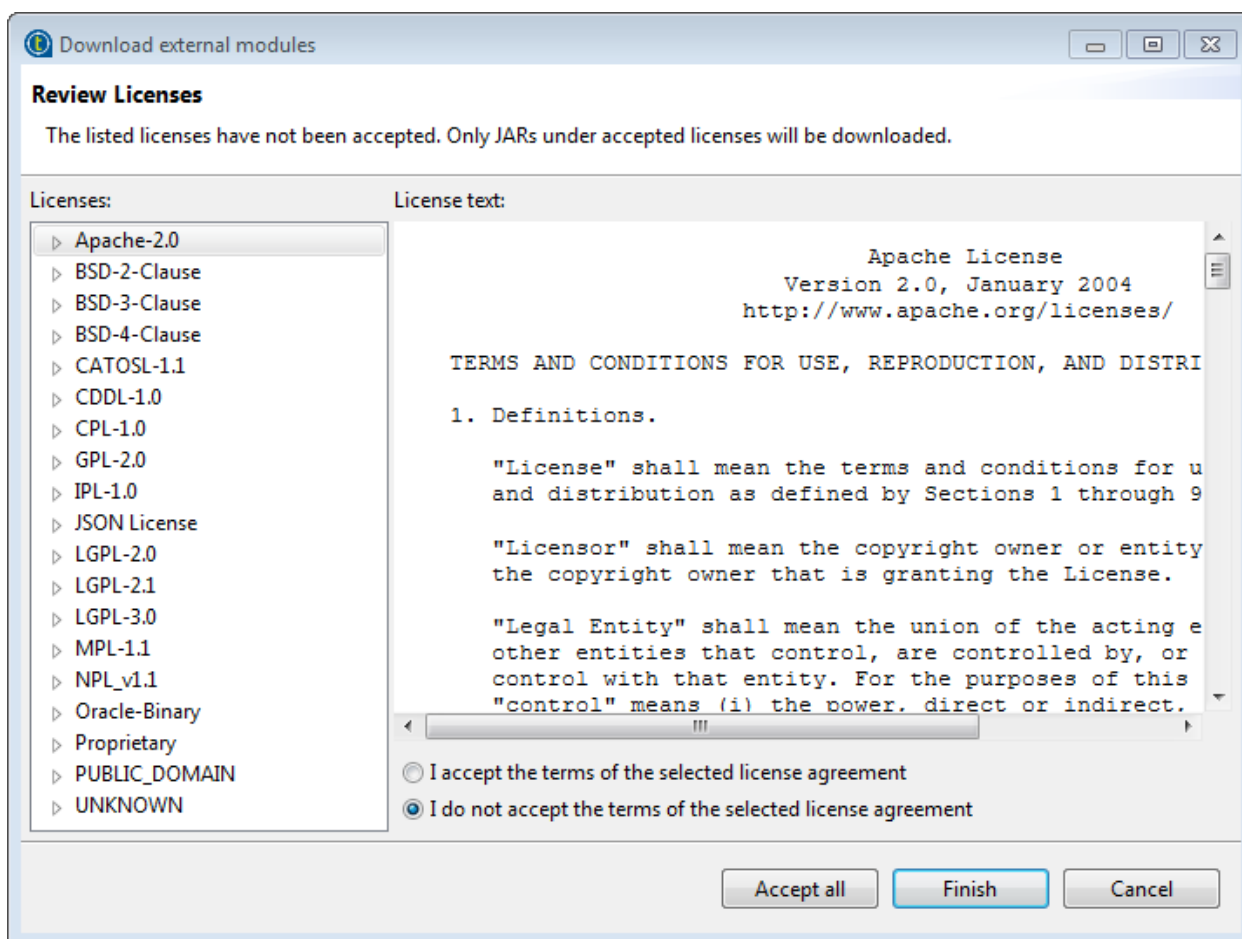 Download external modules
Review Licenses
The listed licenses have not been accepted. Only JARs under accepted licenses will be downloaded.
Licenses:
Apache-2.0
BSD-2-Clause
BSD-3-Clause
BSD-4-Clause
CATOSL-1.1
CDDL-1.0
CPL-1.0
GPL-2.0
IPL-1.0
JSON License
LGPL-2.0
LGPL-2.1
LGPL-3.0
MPL-1.1
NPL_v1.1
Oracle-Binary
Proprietary
PUBLIC_DOMAIN
UNKNOWN
License text:
Apache License
Version 2.0, January 2004
http://www.apache.org/licenses/
TERMS AND CONDITIONS FOR USE, REPRODUCTION, AND DISTRI
1. Definitions.
"License" shall mean the terms and conditions for u
and distribution as defined by Sections 1 through 9
"Licensor" shall mean the copyright owner or entity
the copyright owner that is granting the License.
"Legal Entity" shall mean the union of the acting e
other entities that control, are controlled by, or
control with that entity. For the purposes of this
"control" means (i) the power, direct or indirect,
I accept the terms of the selected license agreement
I do not accept the terms of the selected license agreement
Accept all
Finish
Cancel